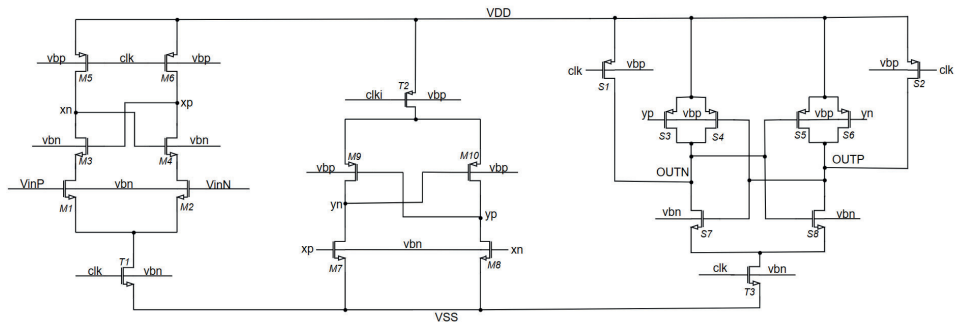 VDD
vbp clk vbp
M5 M6
xn xp
vbn vbn
M3 M4
VinP vbn VinN
M1 M2
clk T1 vbn
T2
clki vbp
M9 M10
vbp vbp
yn yp
xp vbn xn
M7 M8
VSS
clk vbp
S1
vbp clk
S2
yp vbp yn
S3 S4 S5 S6
OUTN OUTP
vbn vbn
S7 S8
clk vbn
T3